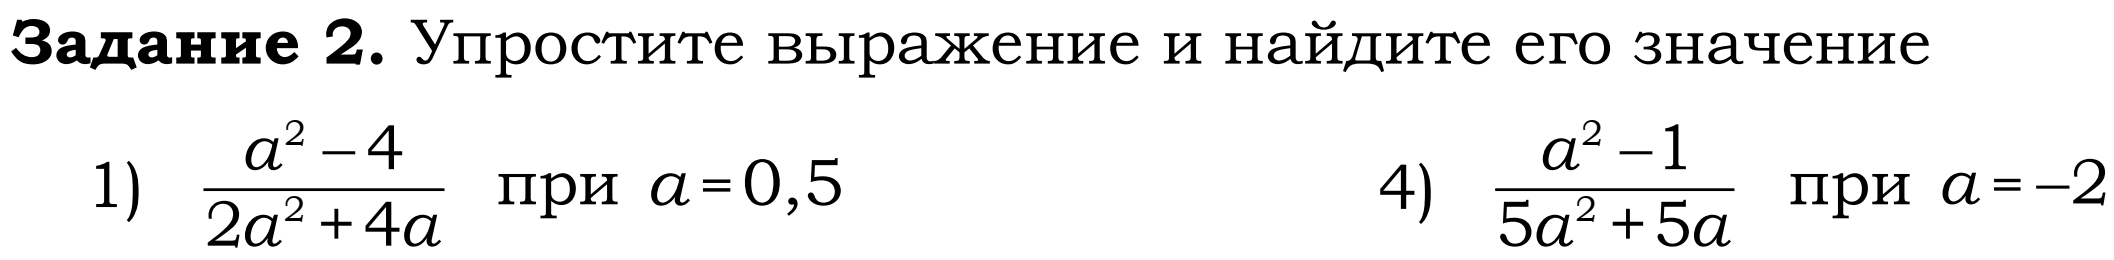 Задание 2. Упростите выражение и найдите его значение
1) (a² – 4)/(2a² + 4a) при a = 0,5 4) (a² – 1)/(5a² + 5a) при a = –2